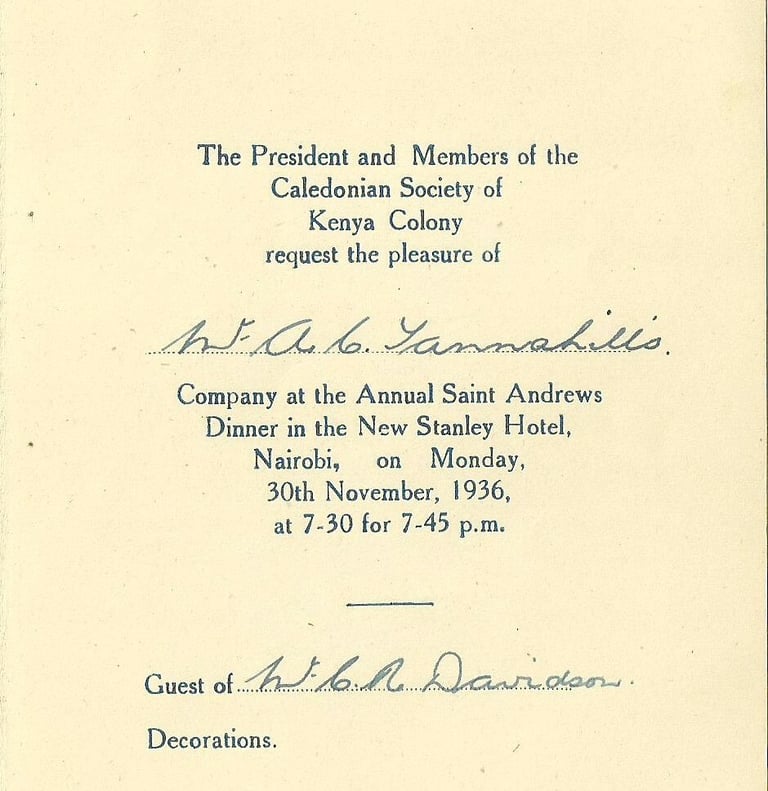 The President and Members of the
Caledonian Society of
Kenya Colony
request the pleasure of
Mr. A. C. Tannahill's.
Company at the Annual Saint Andrews
Dinner in the New Stanley Hotel,
Nairobi, on Monday,
30th November, 1936,
at 7-30 for 7-45 p.m.
Guest of Mr. C. R. Davidson.
Decorations.